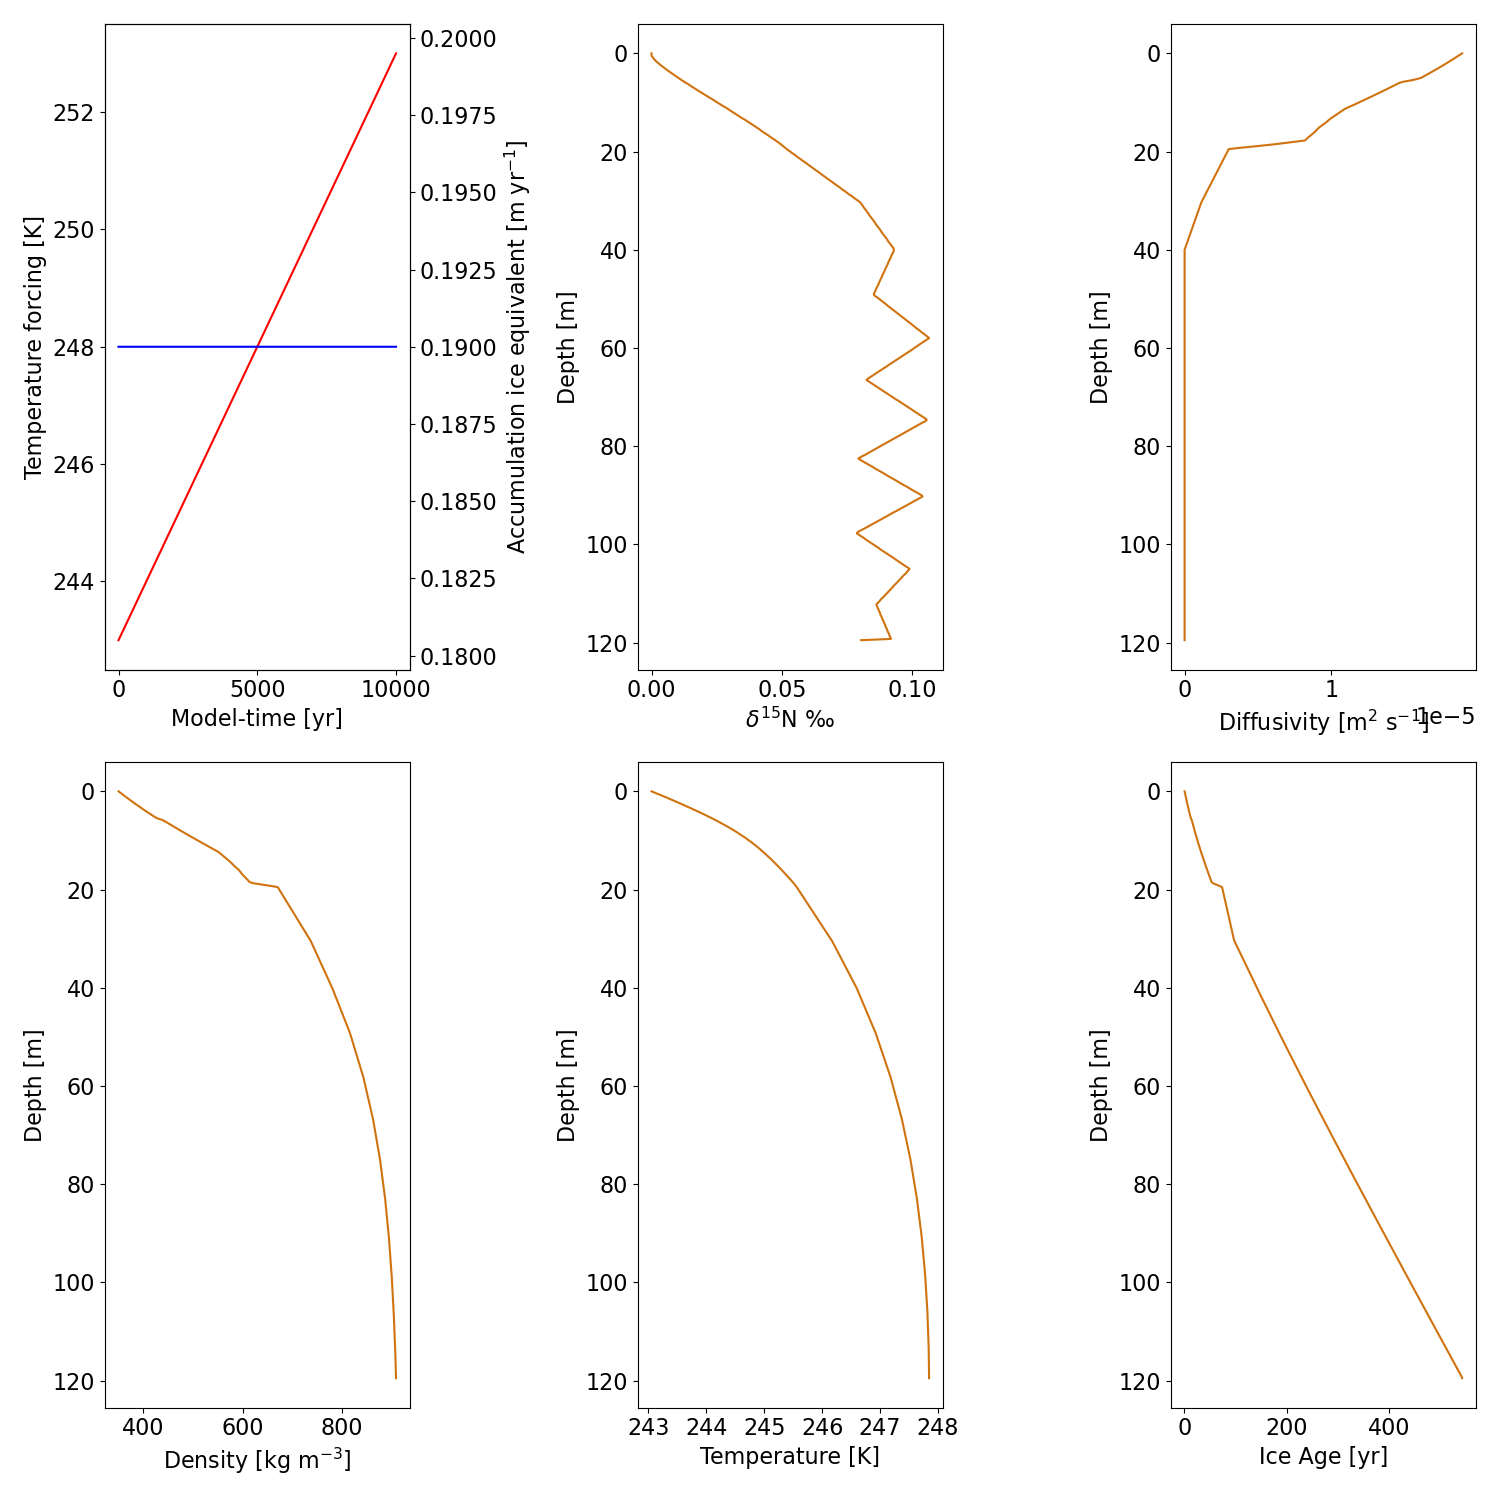 Temperature forcing [K]
252
250
248
246
244
0 5000 10000
Model-time [yr]
0.2000
0.1975
0.1950
0.1925
0.1900
0.1875
0.1850
0.1825
0.1800
Accumulation ice equivalent [m yr⁻¹]
Depth [m]
0
20
40
60
80
100
120
0.00 0.05 0.10
δ¹⁵N ‰
Depth [m]
0
20
40
60
80
100
120
0 1
1e−5
Diffusivity [m² s⁻¹]
Depth [m]
0
20
40
60
80
100
120
400 600 800
Density [kg m⁻³]
Depth [m]
0
20
40
60
80
100
120
243 244 245 246 247 248
Temperature [K]
Depth [m]
0
20
40
60
80
100
120
0 200 400
Ice Age [yr]